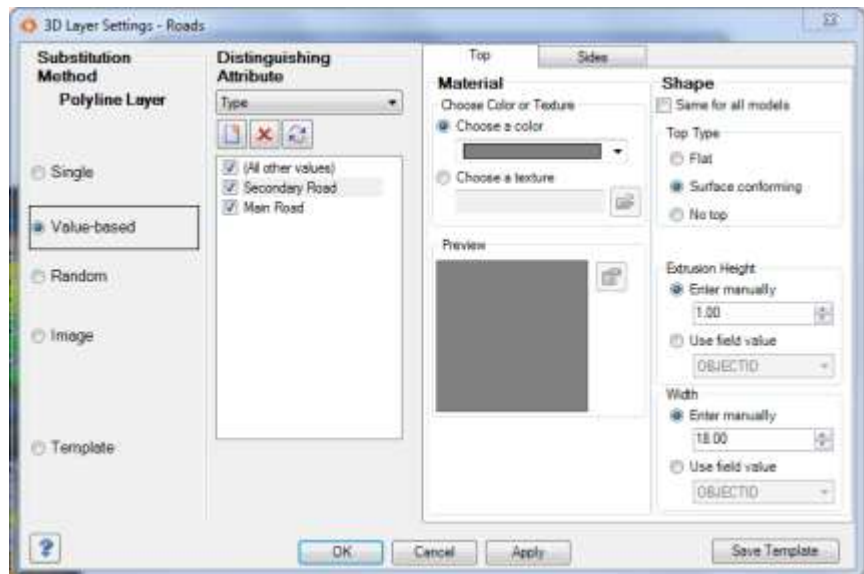 3D Layer Settings - Roads
Substitution Method
Polyline Layer
Single
Value-based
Random
Image
Template
Distinguishing Attribute
Type
(All other values)
Secondary Road
Main Road
Top
Sides
Material
Choose Color or Texture
Choose a color
Choose a texture
Preview
Shape
Same for all models
Top Type
Flat
Surface conforming
No top
Extrusion Height
Enter manually
1.00
Use field value
OBJECTID
Width
Enter manually
18.00
Use field value
OBJECTID
?
OK
Cancel
Apply
Save Template